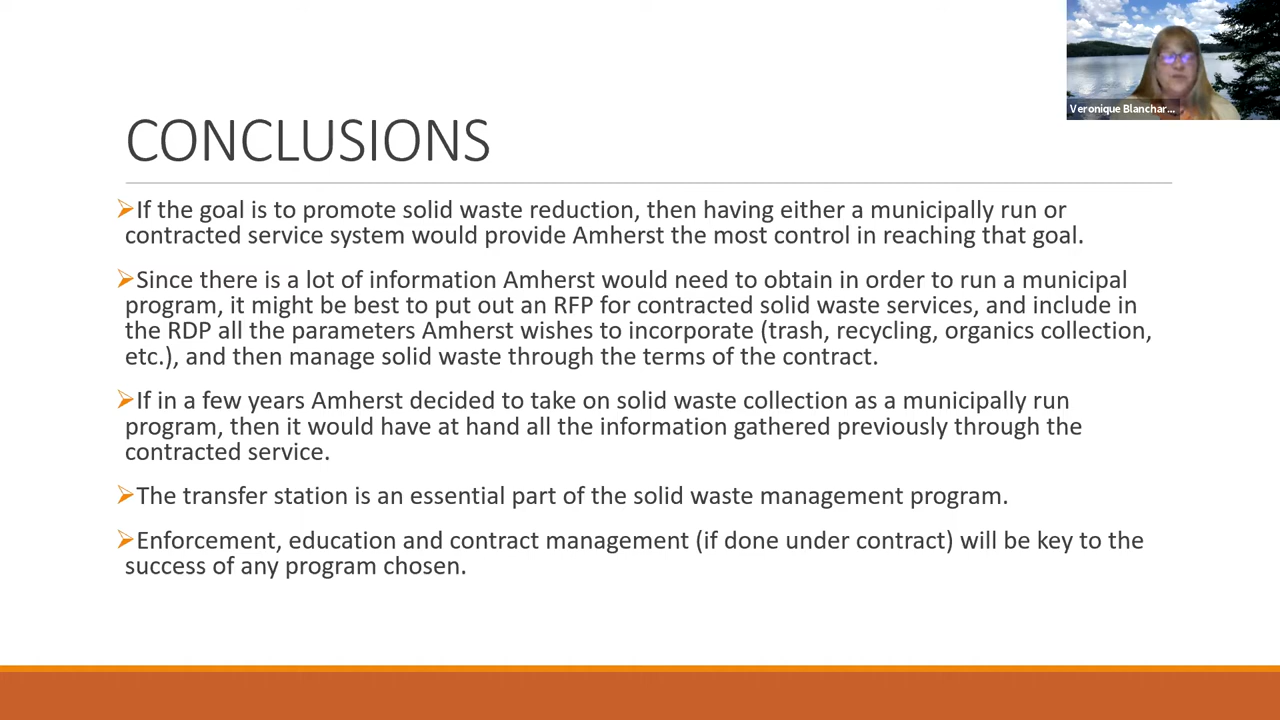 Veronique Blanchar...
CONCLUSIONS
If the goal is to promote solid waste reduction, then having either a municipally run or
contracted service system would provide Amherst the most control in reaching that goal.
Since there is a lot of information Amherst would need to obtain in order to run a municipal
program, it might be best to put out an RFP for contracted solid waste services, and include in
the RDP all the parameters Amherst wishes to incorporate (trash, recycling, organics collection,
etc.), and then manage solid waste through the terms of the contract.
If in a few years Amherst decided to take on solid waste collection as a municipally run
program, then it would have at hand all the information gathered previously through the
contracted service.
The transfer station is an essential part of the solid waste management program.
Enforcement, education and contract management (if done under contract) will be key to the
success of any program chosen.